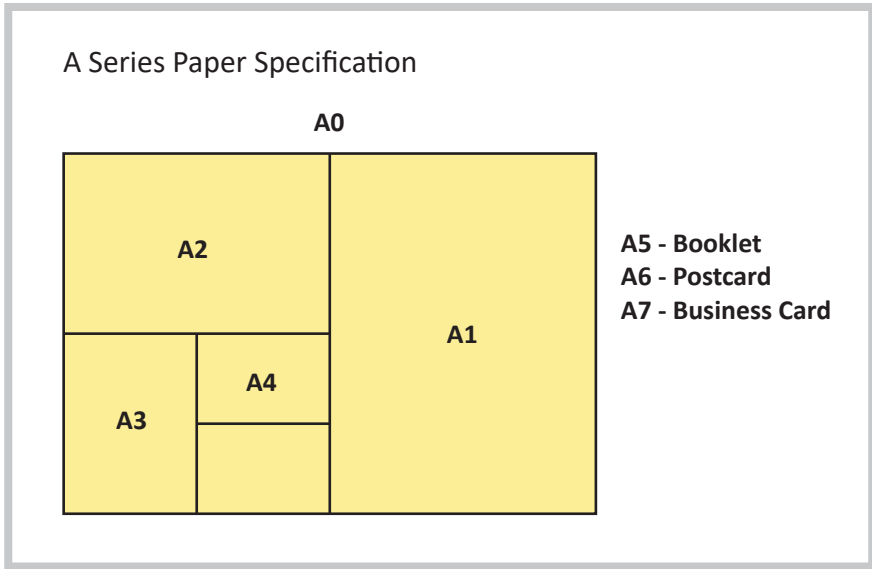 A Series Paper Specification
A0
A2
A5 - Booklet
A6 - Postcard
A7 - Business Card
A1
A4
A3